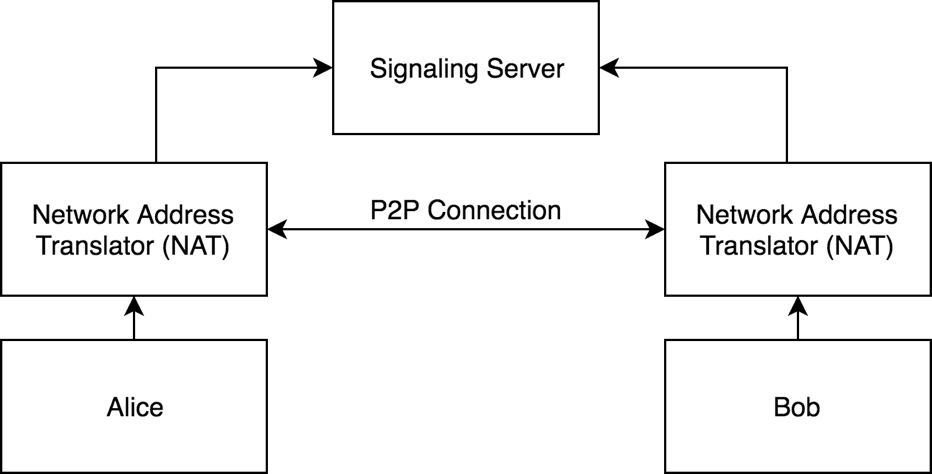 Signaling Server
Network Address
Translator (NAT)
P2P Connection
Network Address
Translator (NAT)
Alice
Bob